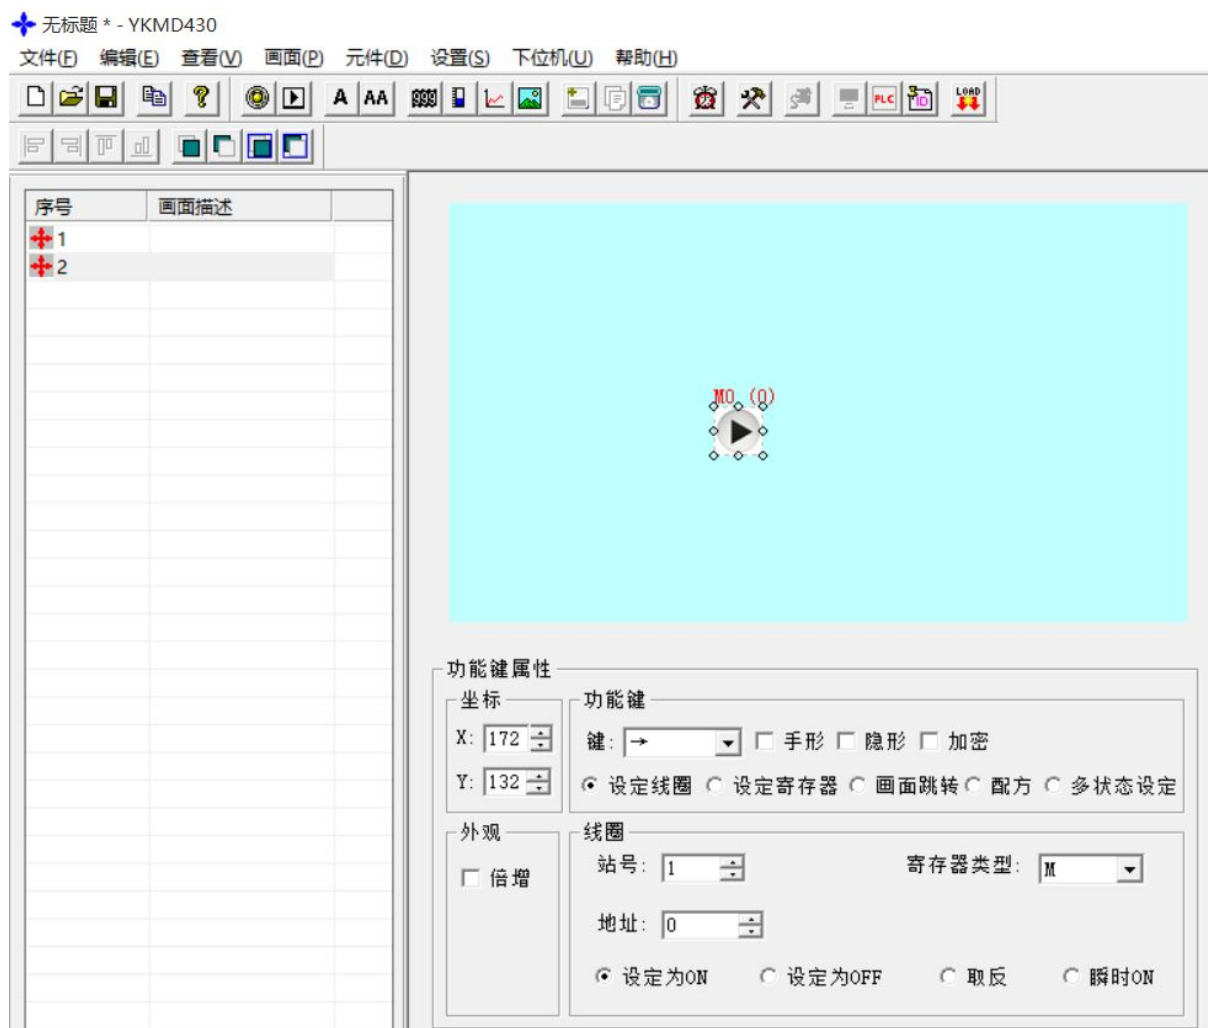 无标题 * - YKMD430
文件(F) 编辑(E) 查看(V) 画面(P) 元件(D) 设置(S) 下位机(U) 帮助(H)
A AA PLC ID LOAD
序号 画面描述
1
2
M0 (0)
功能键属性
坐标
X: 172
Y: 132
功能键
键: → 手形 隐形 加密
设定线圈 设定寄存器 画面跳转 配方 多状态设定
外观
倍增
线圈
站号: 1 寄存器类型: M
地址: 0
设定为ON 设定为OFF 取反 瞬时ON